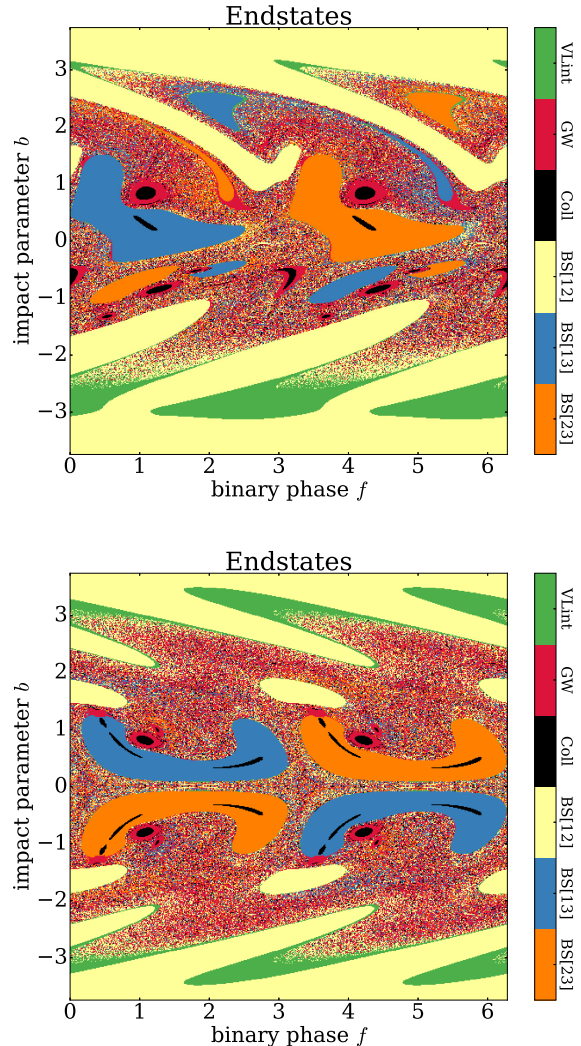 Endstates
impact parameter b
3
2
1
0
−1
−2
−3
0 1 2 3 4 5 6
binary phase f
VLint
GW
Coll
BS[12]
BS[13]
BS[23]
Endstates
impact parameter b
3
2
1
0
−1
−2
−3
0 1 2 3 4 5 6
binary phase f
VLint
GW
Coll
BS[12]
BS[13]
BS[23]